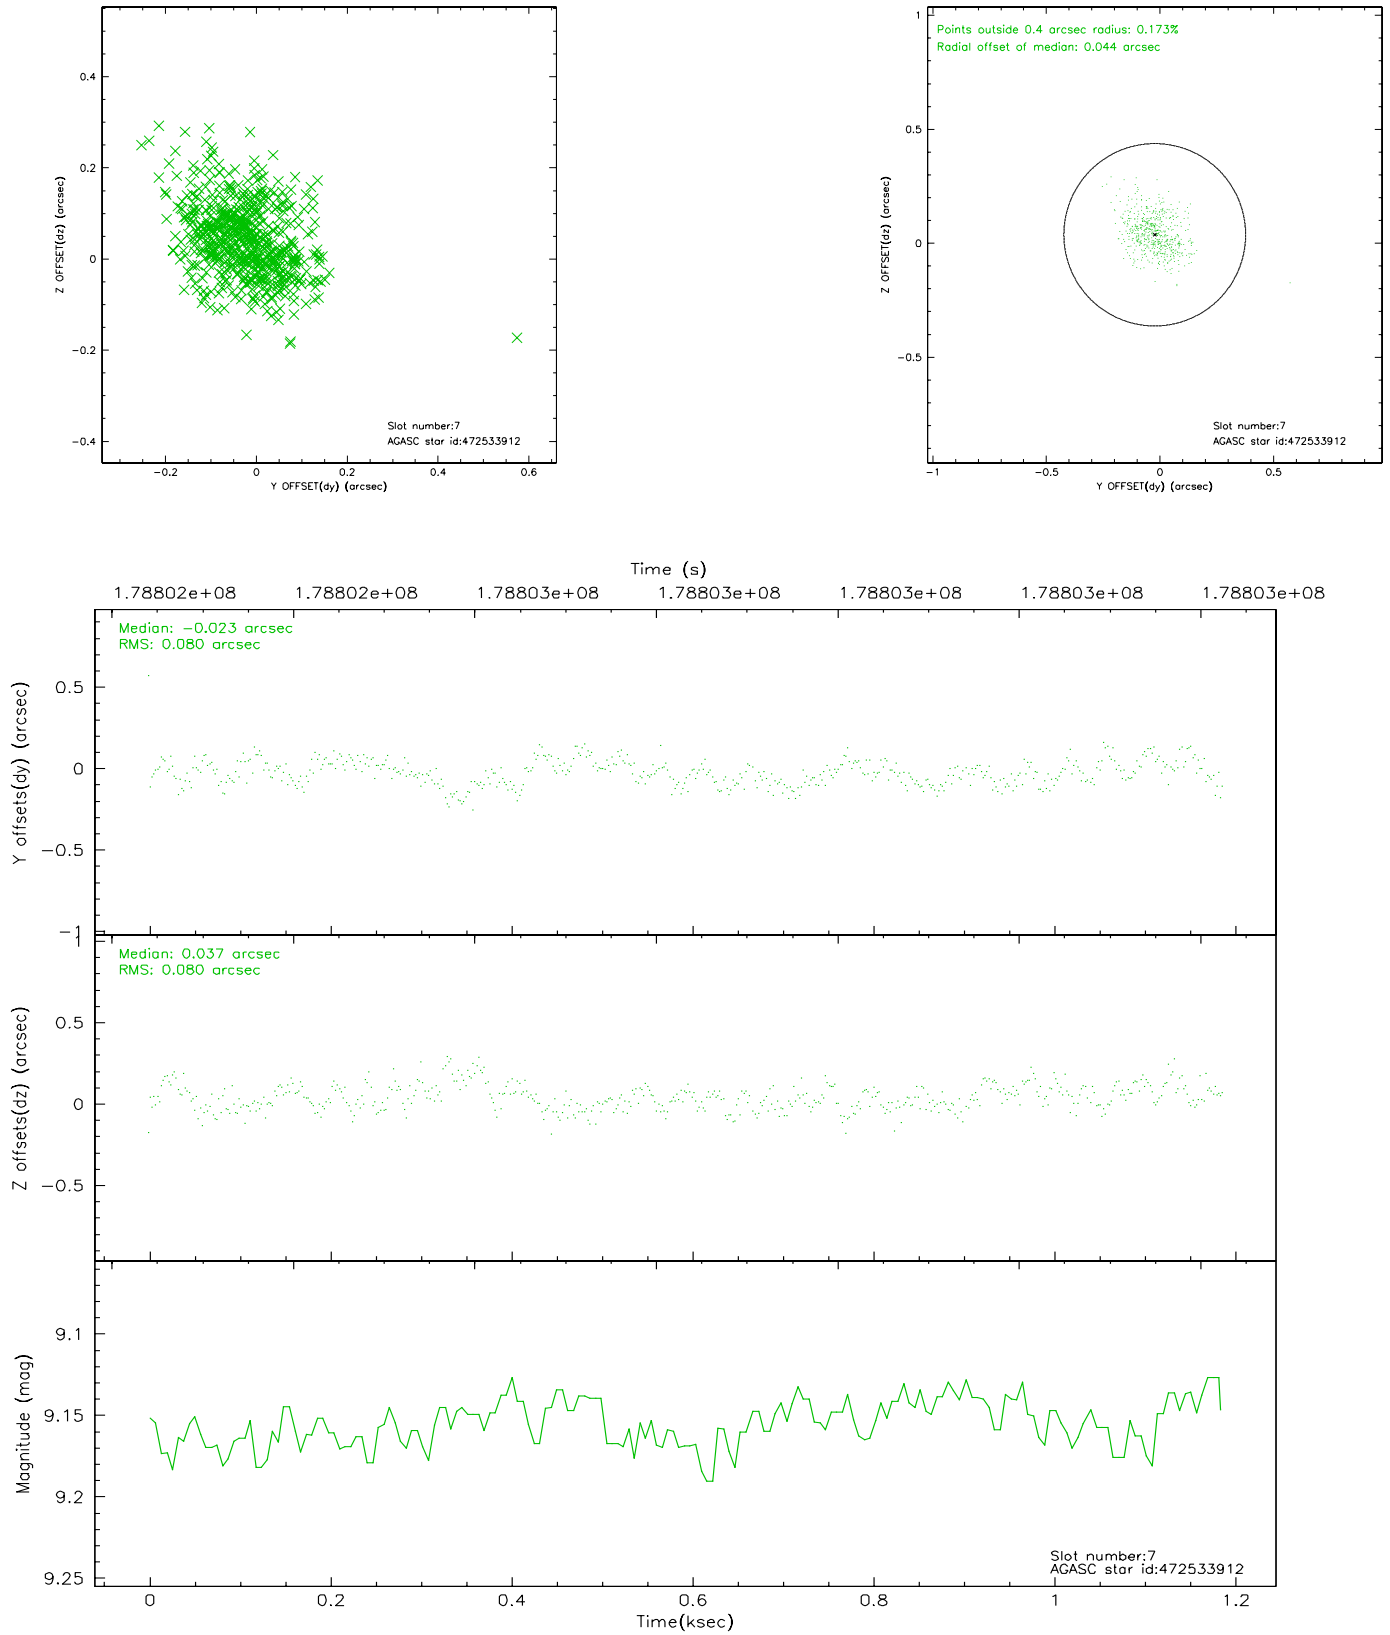 0.4
0.2
0
−0.2
−0.4
Z OFFSET(dz) (arcsec)
Slot number:7
AGASC star id:472533912
−0.2 0 0.2 0.4 0.6
Y OFFSET(dy) (arcsec)
Points outside 0.4 arcsec radius: 0.173%
Radial offset of median: 0.044 arcsec
1
0.5
0
−0.5
−1
Z OFFSET(dz) (arcsec)
Slot number:7
AGASC star id:472533912
−0.5 0 0.5
Y OFFSET(dy) (arcsec)
Time (s)
1.78802e+08 1.78802e+08 1.78803e+08 1.78803e+08 1.78803e+08 1.78803e+08 1.78803e+08
Median: −0.023 arcsec
RMS: 0.080 arcsec
0.5
0
−0.5
−1
Y offsets(dy) (arcsec)
Median: 0.037 arcsec
RMS: 0.080 arcsec
1
0.5
0
−0.5
Z offsets(dz) (arcsec)
9.1
9.15
9.2
9.25
Magnitude (mag)
Slot number:7
AGASC star id:472533912
0 0.2 0.4 0.6 0.8 1 1.2
Time(ksec)